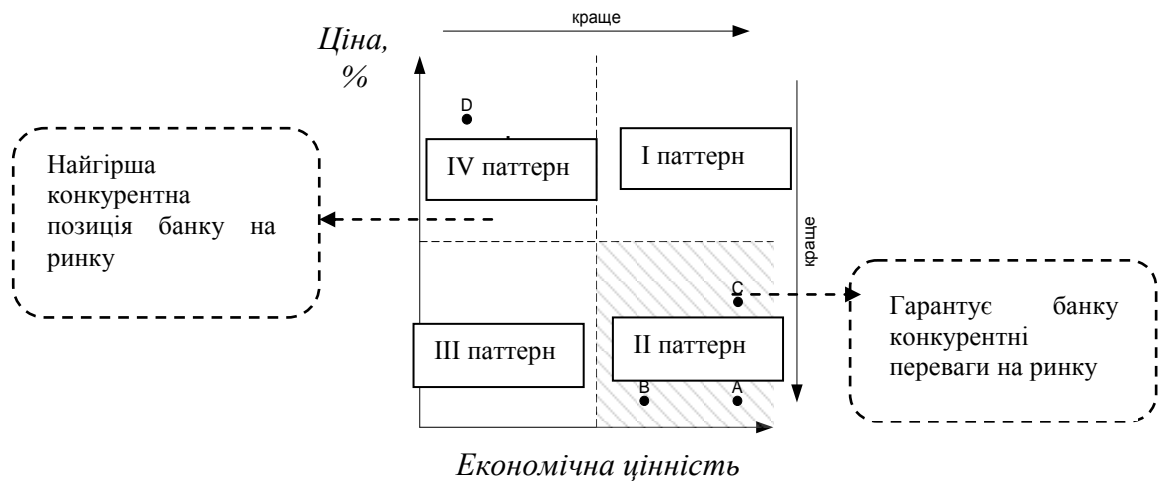 краще
Ціна,
%
D
IV паттерн
I паттерн
Найгірша
конкурентна
позиція банку на
ринку
краще
C
Гарантує банку
конкурентні
переваги на ринку
III паттерн
II паттерн
B
A
Економічна цінність